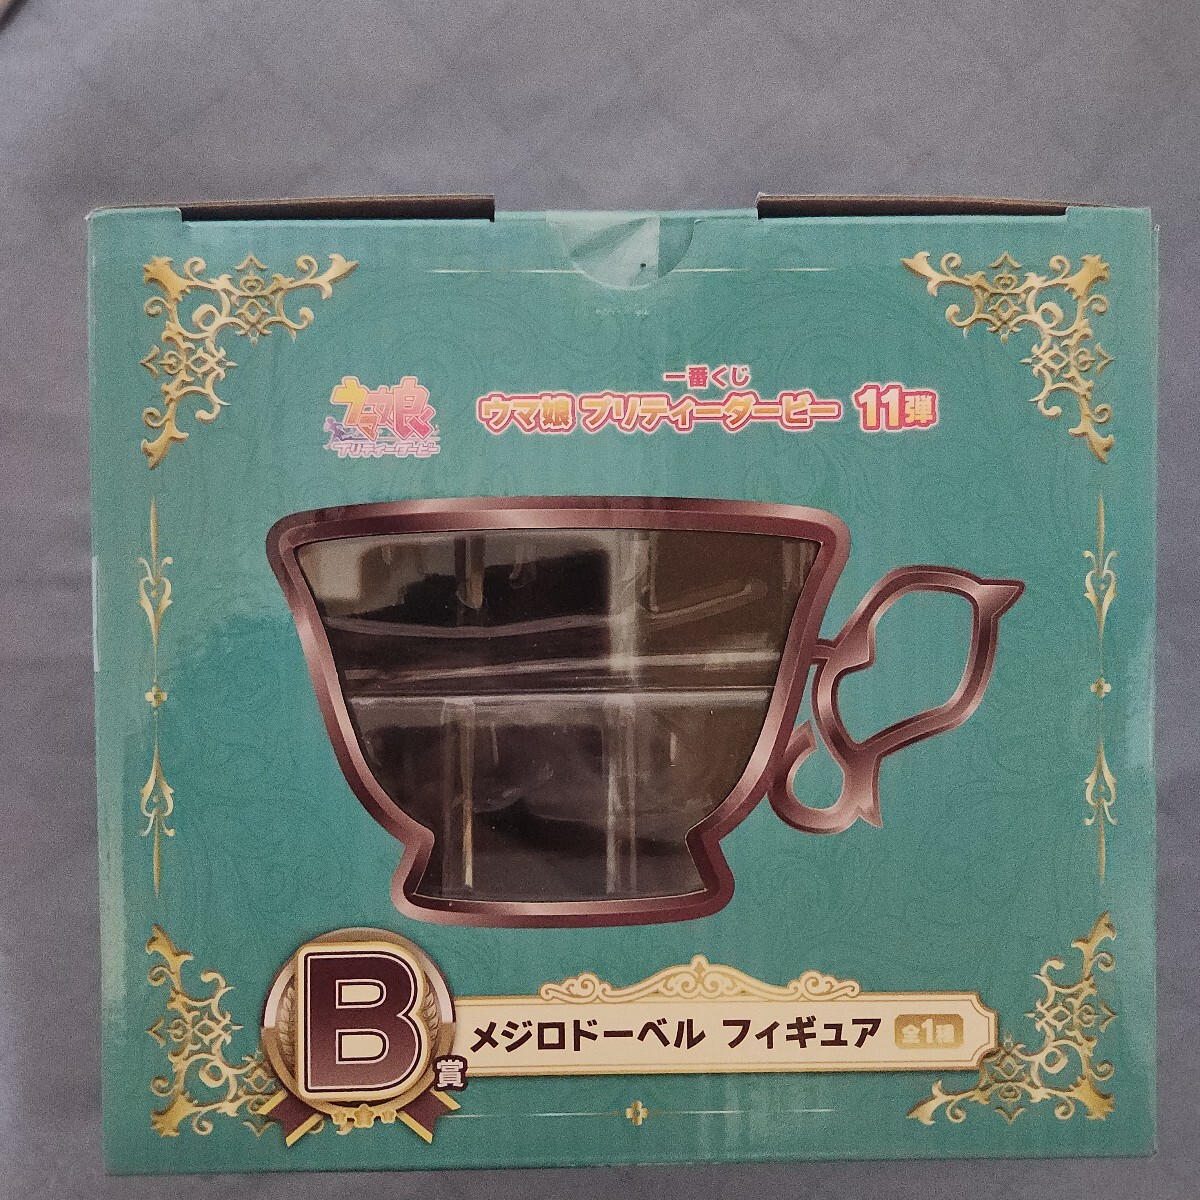 ウマ娘
プリティーダービー
一番くじ
ウマ娘 プリティーダービー 11弾
B賞
メジロドーベル フィギュア 全1種